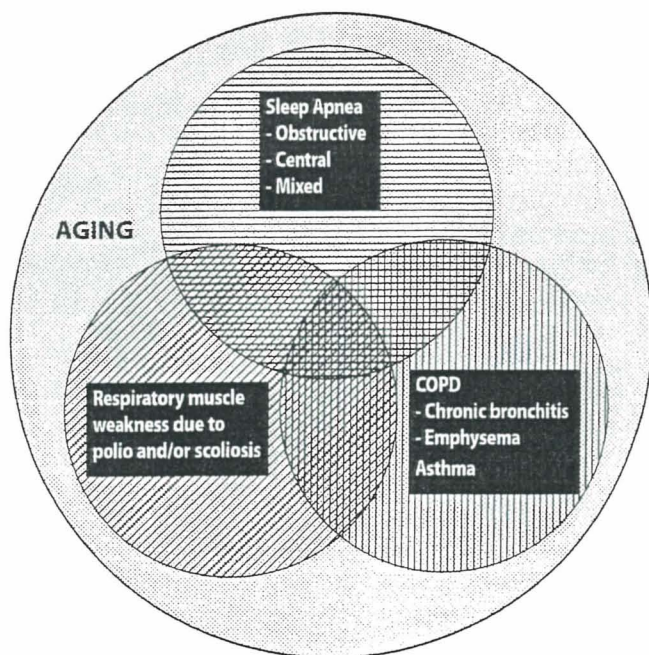 Sleep Apnea
- Obstructive
- Central
- Mixed
AGING
Respiratory muscle
weakness due to
polio and/or scoliosis
COPD
- Chronic bronchitis
- Emphysema
Asthma